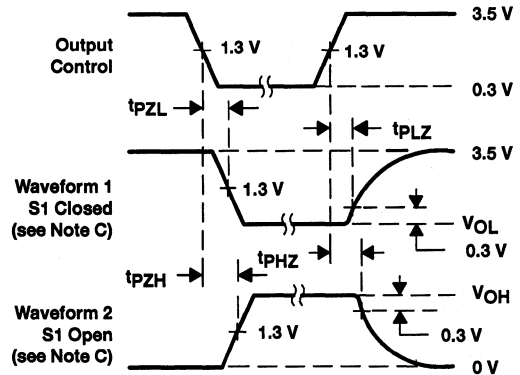 3.5 V
Output
Control
1.3 V
1.3 V
0.3 V
tPZL
tPLZ
3.5 V
Waveform 1
S1 Closed
(see Note C)
1.3 V
VOL
0.3 V
tPHZ
tPZH
VOH
Waveform 2
S1 Open
(see Note C)
1.3 V
0.3 V
0 V